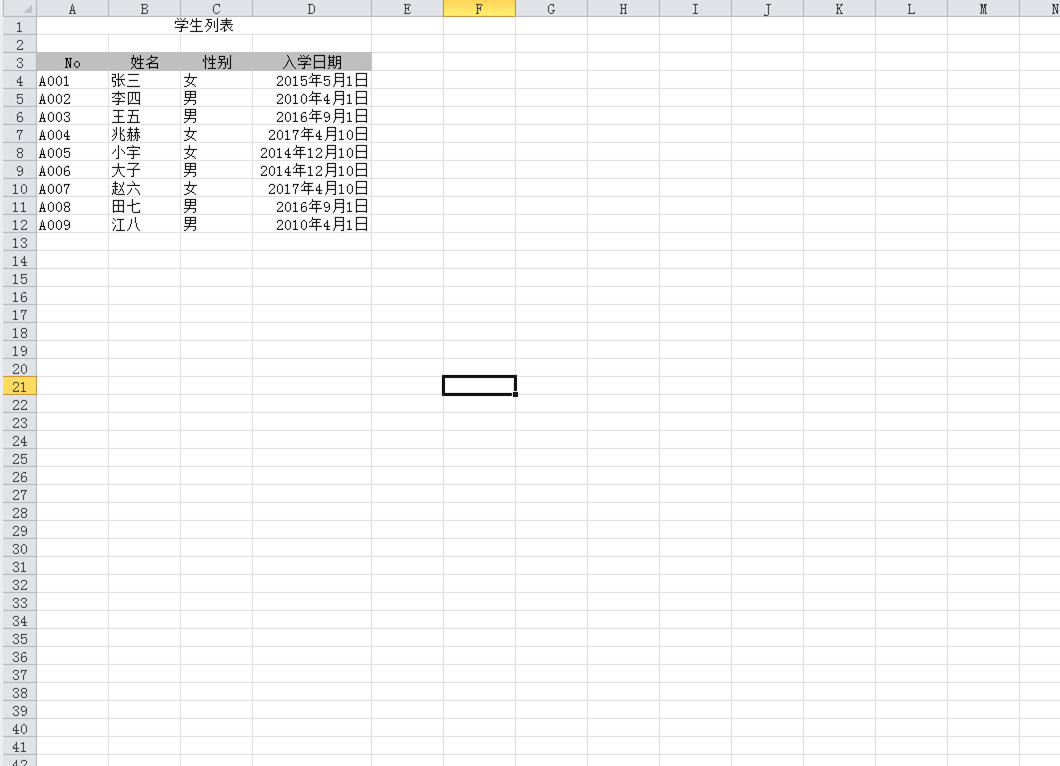 A B C D E F G H I J K L M N
1 学生列表
2
3 No 姓名 性别 入学日期
4 A001 张三 女 2015年5月1日
5 A002 李四 男 2010年4月1日
6 A003 王五 男 2016年9月1日
7 A004 兆赫 女 2017年4月10日
8 A005 小宇 女 2014年12月10日
9 A006 大子 男 2014年12月10日
10 A007 赵六 女 2017年4月10日
11 A008 田七 男 2016年9月1日
12 A009 江八 男 2010年4月1日
13
14
15
16
17
18
19
20
21
22
23
24
25
26
27
28
29
30
31
32
33
34
35
36
37
38
39
40
41
42